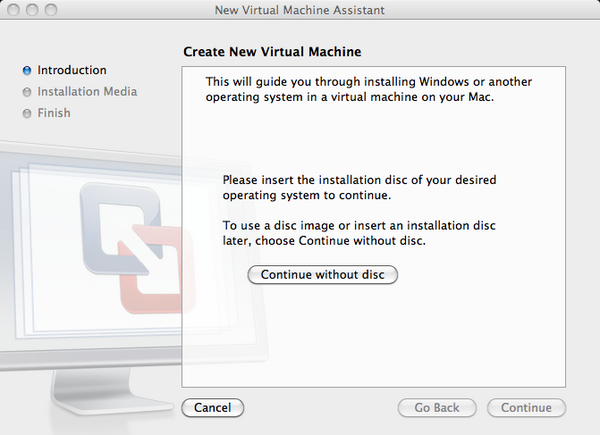 New Virtual Machine Assistant
Create New Virtual Machine
Introduction
Installation Media
Finish
This will guide you through installing Windows or another
operating system in a virtual machine on your Mac.
Please insert the installation disc of your desired
operating system to continue.
To use a disc image or insert an installation disc
later, choose Continue without disc.
Continue without disc
Cancel
Go Back
Continue